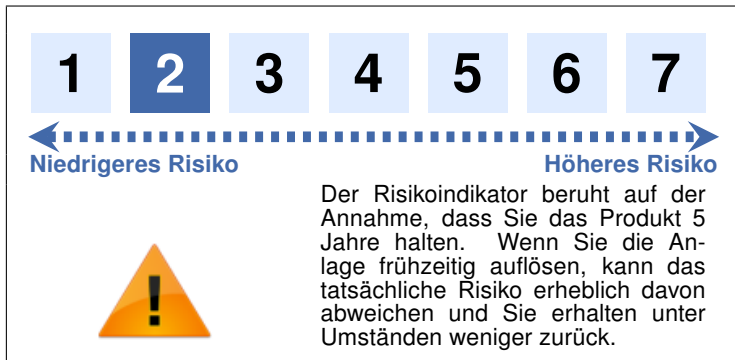 1 2 3 4 5 6 7
Niedrigeres Risiko Höheres Risiko
Der Risikoindikator beruht auf der
Annahme, dass Sie das Produkt 5
Jahre halten. Wenn Sie die An-
lage frühzeitig auflösen, kann das
tatsächliche Risiko erheblich davon
abweichen und Sie erhalten unter
Umständen weniger zurück.
!